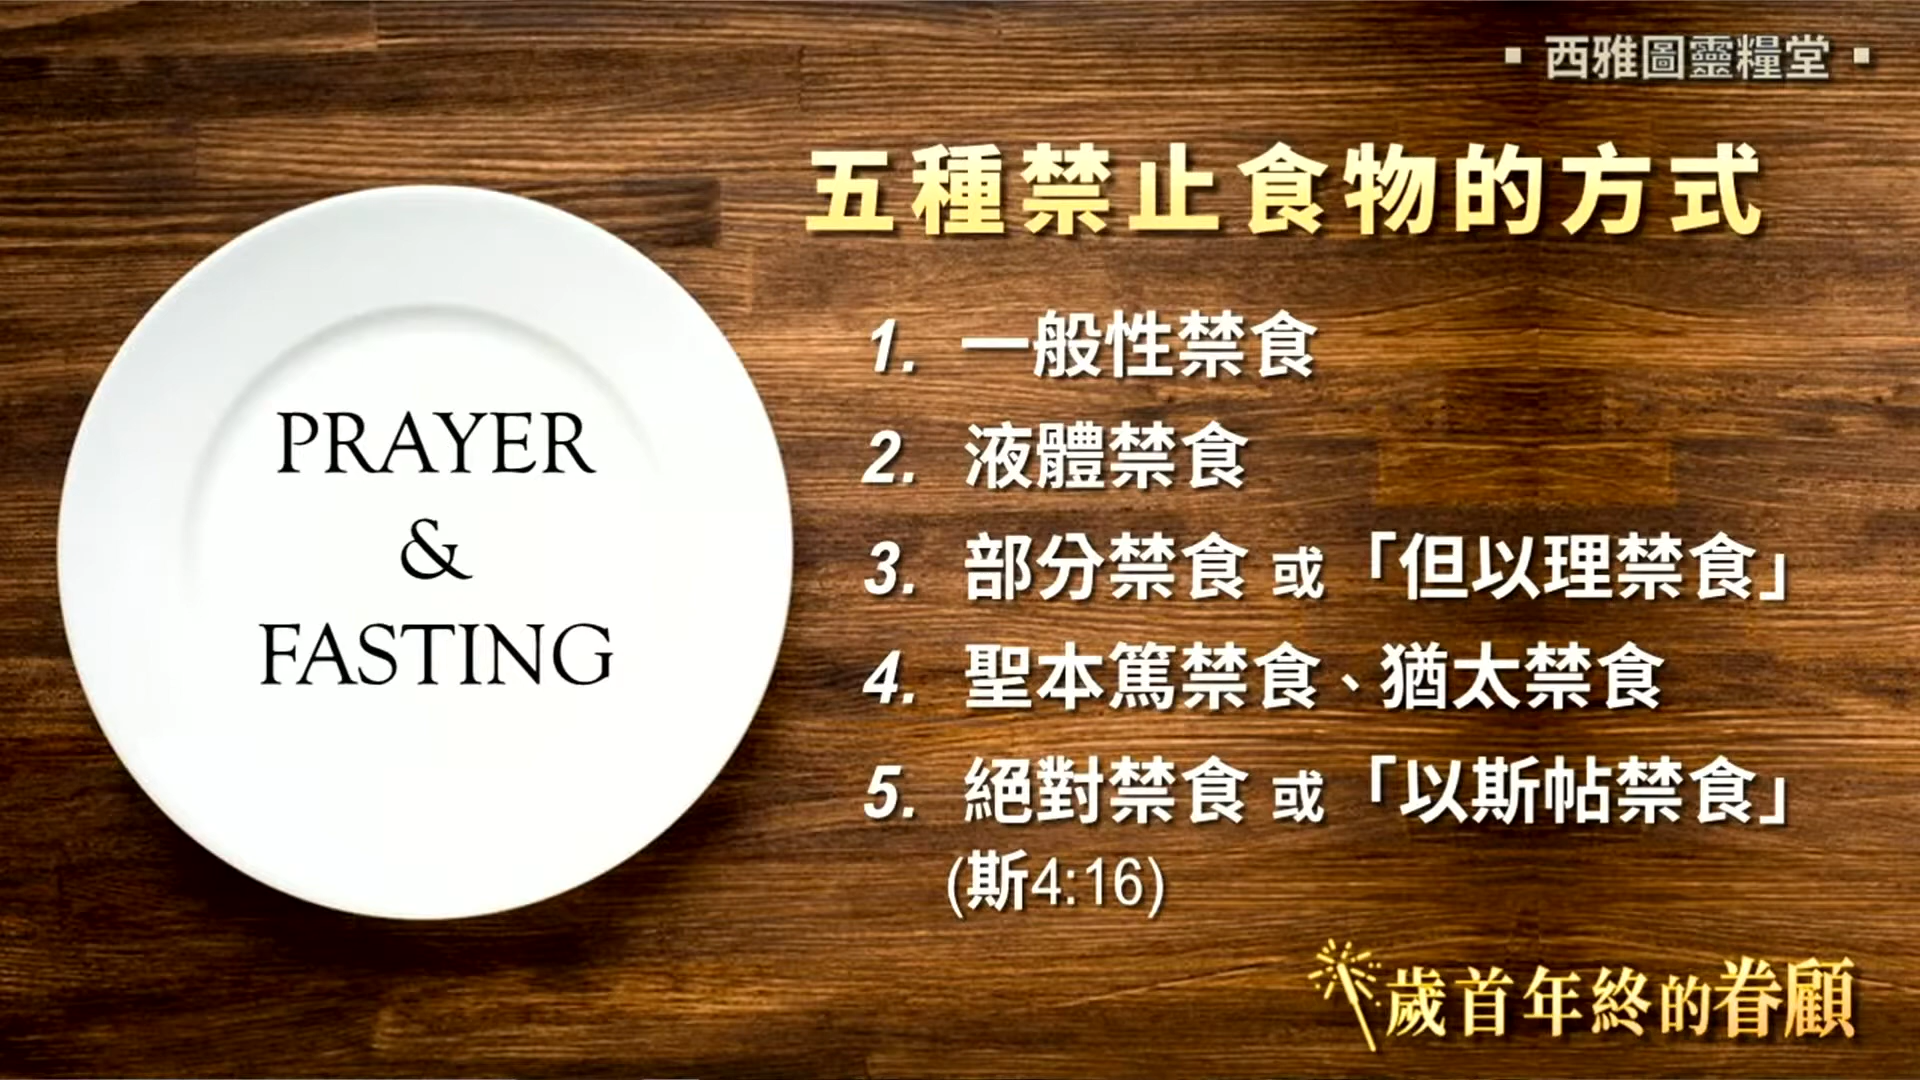 ▪ 西雅圖靈糧堂 ▪
五種禁止食物的方式
PRAYER
&
FASTING
1. 一般性禁食
2. 液體禁食
3. 部分禁食 或「但以理禁食」
4. 聖本篤禁食、猶太禁食
5. 絕對禁食 或「以斯帖禁食」
(斯4:16)
歲首年終的眷顧